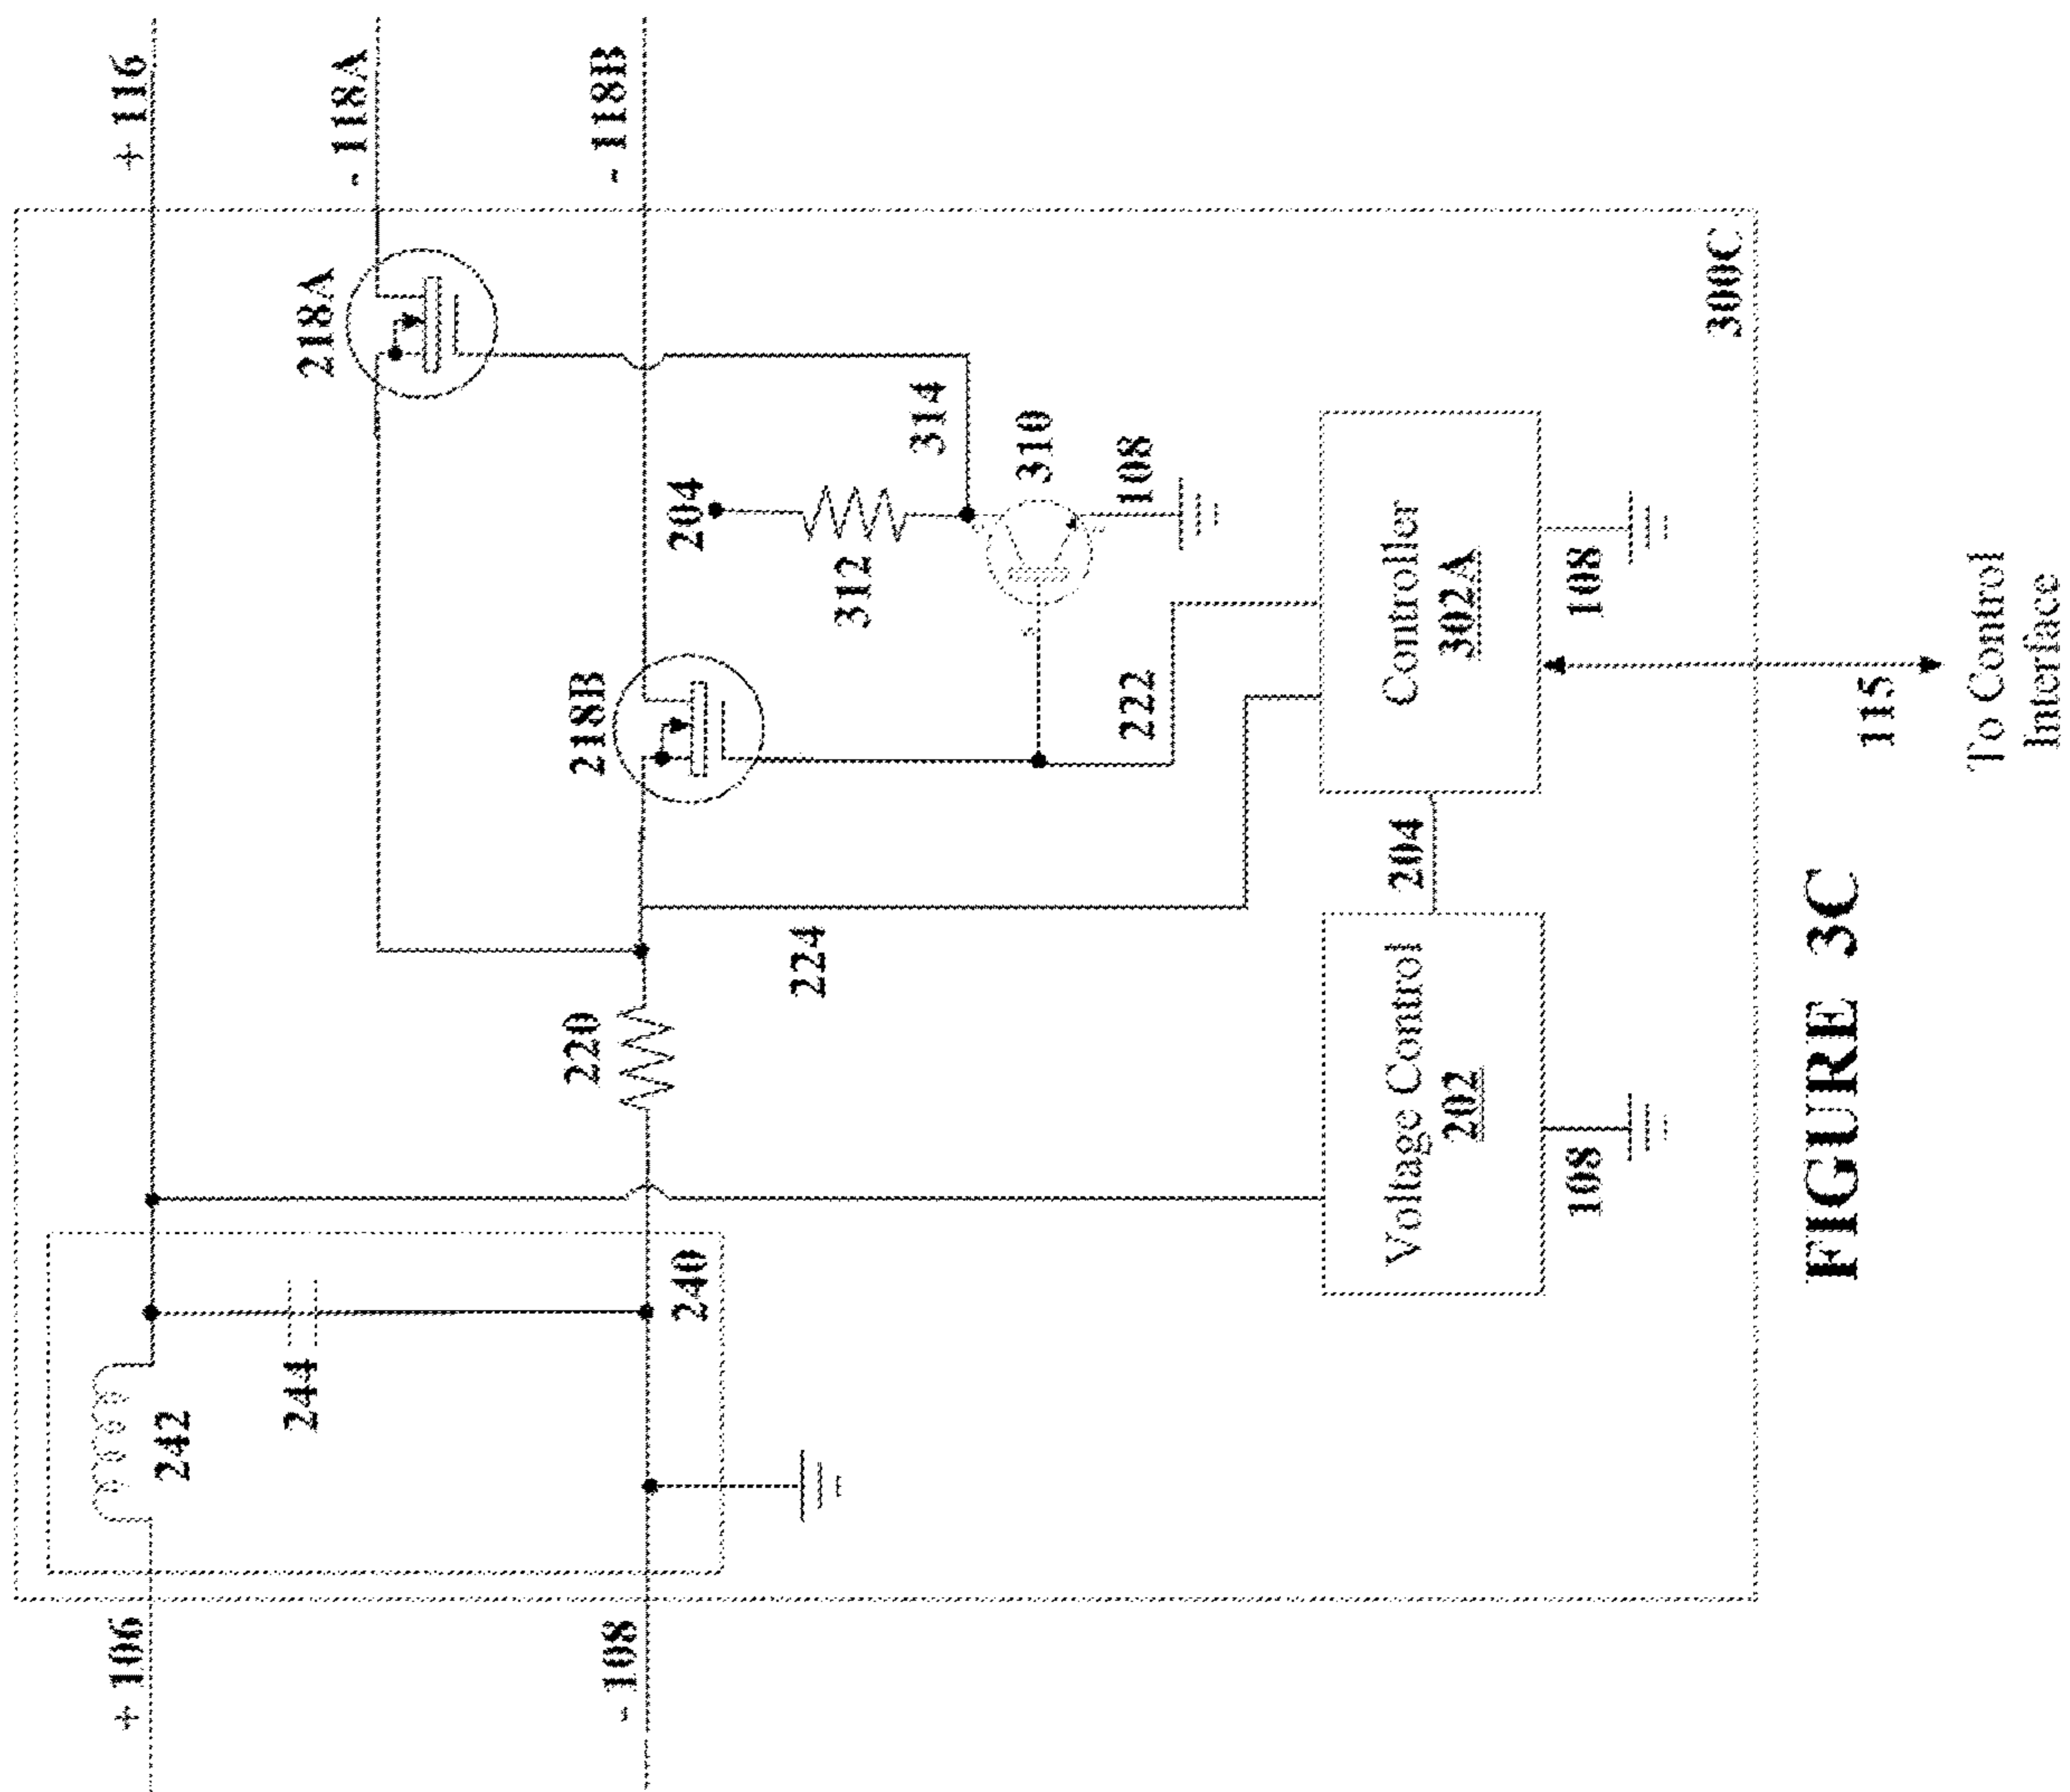 + 106
+ 116
242
244
- 118A
218A
- 108
240
220
218B
- 118B
224
204
312
314
310
108
222
Voltage Control
202
204
Controller
302A
108
108
300C
115
To Control
Interface
FIGURE 3C